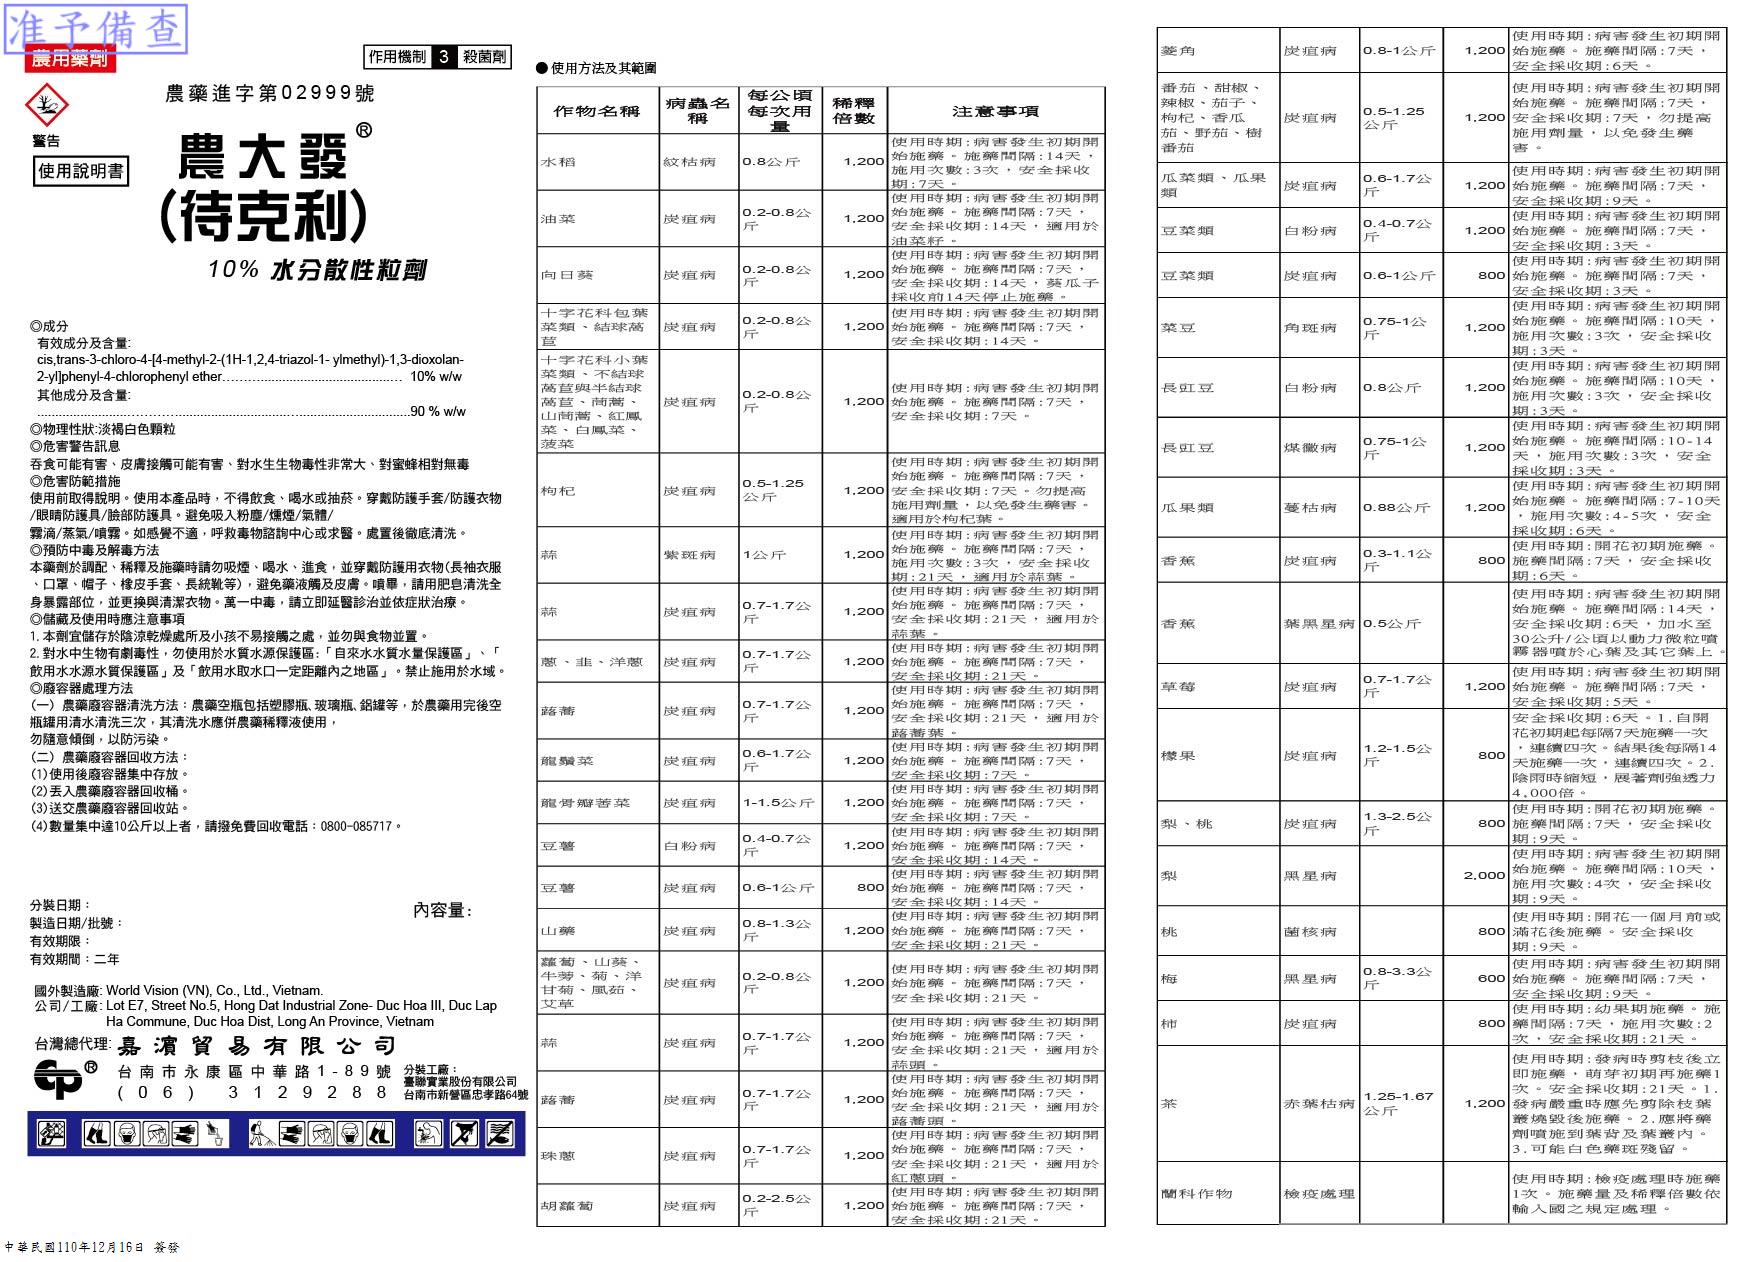 准予備查
農用藥劑
作用機制 3 殺菌劑
農藥進字第02999號
警告
使用說明書
農大發®
(待克利)
10% 水分散性粒劑
◎成分
有效成分及含量:
cis,trans-3-chloro-4-[4-methyl-2-(1H-1,2,4-triazol-1- ylmethyl)-1,3-dioxolan-
2-yl]phenyl-4-chlorophenyl ether................................................ 10% w/w
其他成分及含量:
........................................................................................................90 % w/w
◎物理性狀:淡褐白色顆粒
◎危害警告訊息
吞食可能有害、皮膚接觸可能有害、對水生生物毒性非常大、對蜜蜂相對無毒
◎危害防範措施
使用前取得說明。使用本產品時，不得飲食、喝水或抽菸。穿戴防護手套/防護衣物
/眼睛防護具/臉部防護具。避免吸入粉塵/燻煙/氣體/
霧滴/蒸氣/噴霧。如感覺不適，呼救毒物諮詢中心或求醫。處置後徹底清洗。
◎預防中毒及解毒方法
本藥劑於調配、稀釋及施藥時請勿吸煙、喝水、進食，並穿戴防護用衣物(長袖衣服
、口罩、帽子、橡皮手套、長統靴等)，避免藥液觸及皮膚。噴畢，請用肥皂清洗全
身暴露部位，並更換與清潔衣物。萬一中毒，請立即延醫診治並依症狀治療。
◎儲藏及使用時應注意事項
1. 本劑宜儲存於陰涼乾燥處所及小孩不易接觸之處，並勿與食物並置。
2. 對水中生物有劇毒性，勿使用於水質水源保護區:「自來水水質水量保護區」、「
飲用水水源水質保護區」及「飲用水取水口一定距離內之地區」。禁止施用於水域。
◎廢容器處理方法
(一) 農藥廢容器清洗方法：農藥空瓶包括塑膠瓶、玻璃瓶、鋁罐等，於農藥用完後空
瓶罐用清水清洗三次，其清洗水應併農藥稀釋液使用，
勿隨意傾倒，以防污染。
(二) 農藥廢容器回收方法：
(1)使用後廢容器集中存放。
(2)丟入農藥廢容器回收桶。
(3)送交農藥廢容器回收站。
(4)數量集中達10公斤以上者，請撥免費回收電話：0800-085717。
分裝日期：
內容量:
製造日期/批號：
有效期限：
有效期間：二年
國外製造廠: World Vision (VN), Co., Ltd., Vietnam.
公司/工廠: Lot E7, Street No.5, Hong Dat Industrial Zone- Duc Hoa III, Duc Lap
Ha Commune, Duc Hoa Dist, Long An Province, Vietnam
台灣總代理: 嘉濱貿易有限公司
® 台南市永康區中華路1-89號
(06) 3129288
分裝工廠：
臺聯實業股份有限公司
台南市新營區忠孝路64號
中華民國110年12月16日 簽發
●使用方法及其範圍
作物名稱 病蟲名稱 每公頃每次用量 稀釋倍數 注意事項
水稻 紋枯病 0.8公斤 1,200 使用時期:病害發生初期開始施藥。施藥間隔:14天，施用次數:3次，安全採收期:7天。
油菜 炭疽病 0.2-0.8公斤 1,200 使用時期:病害發生初期開始施藥。施藥間隔:7天，安全採收期:14天，適用於油菜籽。
向日葵 炭疽病 0.2-0.8公斤 1,200 使用時期:病害發生初期開始施藥。施藥間隔:7天，安全採收期:14天，葵瓜子採收前14天停止施藥。
十字花科包葉菜類、結球萵苣 炭疽病 0.2-0.8公斤 1,200 使用時期:病害發生初期開始施藥。施藥間隔:7天，安全採收期:14天。
十字花科小葉菜類、不結球萵苣與半結球萵苣、茼蒿、山茼蒿、紅鳳菜、白鳳菜、菠菜 炭疽病 0.2-0.8公斤 1,200 使用時期:病害發生初期開始施藥。施藥間隔:7天，安全採收期:7天。
枸杞 炭疽病 0.5-1.25公斤 1,200 使用時期:病害發生初期開始施藥。施藥間隔:7天，安全採收期:7天。勿提高施用劑量，以免發生藥害。適用於枸杞葉。
蒜 紫斑病 1公斤 1,200 使用時期:病害發生初期開始施藥。施藥間隔:7天，施用次數:3次，安全採收期:21天，適用於蒜葉。
蒜 炭疽病 0.7-1.7公斤 1,200 使用時期:病害發生初期開始施藥。施藥間隔:7天，安全採收期:21天，適用於蒜葉。
蔥、韭、洋蔥 炭疽病 0.7-1.7公斤 1,200 使用時期:病害發生初期開始施藥。施藥間隔:7天，安全採收期:21天。
蕗蕎 炭疽病 0.7-1.7公斤 1,200 使用時期:病害發生初期開始施藥。施藥間隔:7天，安全採收期:21天，適用於蕗蕎葉。
龍鬚菜 炭疽病 0.6-1.7公斤 1,200 使用時期:病害發生初期開始施藥。施藥間隔:7天，安全採收期:7天。
龍骨瓣莕菜 炭疽病 1-1.5公斤 1,200 使用時期:病害發生初期開始施藥。施藥間隔:7天，安全採收期:7天。
豆薯 白粉病 0.4-0.7公斤 1,200 使用時期:病害發生初期開始施藥。施藥間隔:7天，安全採收期:14天。
豆薯 炭疽病 0.6-1公斤 800 使用時期:病害發生初期開始施藥。施藥間隔:7天，安全採收期:14天。
山藥 炭疽病 0.8-1.3公斤 1,200 使用時期:病害發生初期開始施藥。施藥間隔:7天，安全採收期:21天。
蘿蔔、山葵、牛蒡、菊、洋甘菊、風茹、艾草 炭疽病 0.2-0.8公斤 1,200 使用時期:病害發生初期開始施藥。施藥間隔:7天，安全採收期:21天。
蒜 炭疽病 0.7-1.7公斤 1,200 使用時期:病害發生初期開始施藥。施藥間隔:7天，安全採收期:21天，適用於蒜頭。
蕗蕎 炭疽病 0.7-1.7公斤 1,200 使用時期:病害發生初期開始施藥。施藥間隔:7天，安全採收期:21天，適用於蕗蕎頭。
珠蔥 炭疽病 0.7-1.7公斤 1,200 使用時期:病害發生初期開始施藥。施藥間隔:7天，安全採收期:21天，適用於紅蔥頭。
胡蘿蔔 炭疽病 0.2-2.5公斤 1,200 使用時期:病害發生初期開始施藥。施藥間隔:7天，安全採收期:21天。
菱角 炭疽病 0.8-1公斤 1,200 使用時期:病害發生初期開始施藥。施藥間隔:7天，安全採收期:6天。
番茄、甜椒、辣椒、茄子、枸杞、香瓜茄、野茄、樹番茄 炭疽病 0.5-1.25公斤 1,200 使用時期:病害發生初期開始施藥。施藥間隔:7天，安全採收期:7天，勿提高施用劑量，以免發生藥害。
瓜菜類、瓜果類 炭疽病 0.6-1.7公斤 1,200 使用時期:病害發生初期開始施藥。施藥間隔:7天，安全採收期:9天。
豆菜類 白粉病 0.4-0.7公斤 1,200 使用時期:病害發生初期開始施藥。施藥間隔:7天，安全採收期:3天。
豆菜類 炭疽病 0.6-1公斤 800 使用時期:病害發生初期開始施藥。施藥間隔:7天，安全採收期:3天。
菜豆 角斑病 0.75-1公斤 1,200 使用時期:病害發生初期開始施藥。施藥間隔:10天，施用次數:3次，安全採收期:3天。
長豇豆 白粉病 0.8公斤 1,200 使用時期:病害發生初期開始施藥。施藥間隔:10天，施用次數:3次，安全採收期:3天。
長豇豆 煤黴病 0.75-1公斤 1,200 使用時期:病害發生初期開始施藥。施藥間隔:10-14天，施用次數:3次，安全採收期:3天。
瓜果類 蔓枯病 0.88公斤 1,200 使用時期:病害發生初期開始施藥。施藥間隔:7-10天，施用次數:4-5次，安全採收期:6天。
香蕉 炭疽病 0.3-1.1公斤 800 使用時期:開花初期施藥。施藥間隔:7天，安全採收期:6天。
香蕉 葉黑星病 0.5公斤 使用時期:病害發生初期開始施藥。施藥間隔:14天，安全採收期:6天，加水至30公升/公頃以動力微粒噴霧器噴於心葉及其它葉上。
草莓 炭疽病 0.7-1.7公斤 1,200 使用時期:病害發生初期開始施藥。施藥間隔:7天，安全採收期:5天。
檬果 炭疽病 1.2-1.5公斤 800 安全採收期:6天。1.自開花初期起每隔7天施藥一次，連續四次。結果後每隔14天施藥一次，連續四次。2.陰雨時縮短，展著劑強透力4,000倍。
梨、桃 炭疽病 1.3-2.5公斤 800 使用時期:開花初期施藥。施藥間隔:7天，安全採收期:9天。
梨 黑星病 2,000 使用時期:病害發生初期開始施藥。施藥間隔:10天，施用次數:4次，安全採收期:9天。
桃 菌核病 800 使用時期:開花一個月前或滿花後施藥。安全採收期:9天。
梅 黑星病 0.8-3.3公斤 600 使用時期:病害發生初期開始施藥。施藥間隔:7天，安全採收期:9天。
柿 炭疽病 800 使用時期:幼果期施藥。施藥間隔:7天，施用次數:2次，安全採收期:21天。
茶 赤葉枯病 1.25-1.67公斤 1,200 使用時期:發病時剪枝後立即施藥，萌芽初期再施藥1次。安全採收期:21天。1.發病嚴重時應先剪除枝葉叢燒毀後施藥。2.應將藥劑噴施到葉背及葉叢內。3.可能白色藥斑殘留。
蘭科作物 檢疫處理 使用時期:檢疫處理時施藥1次。施藥量及稀釋倍數依輸入國之規定處理。